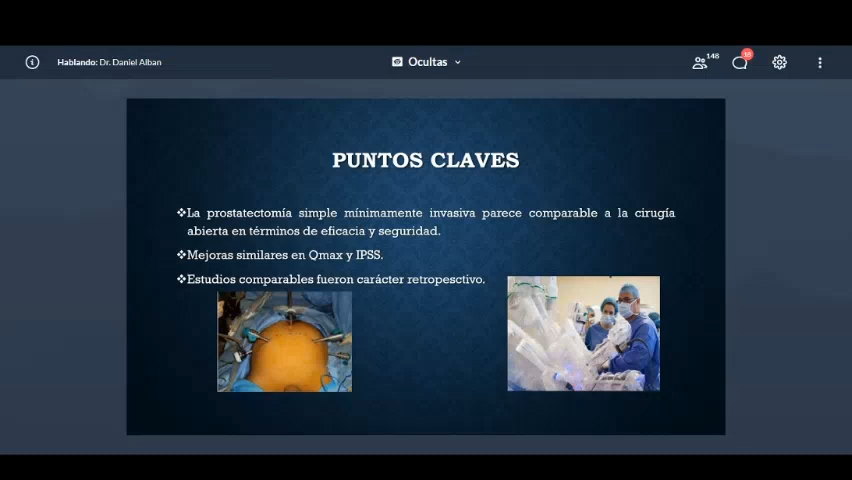 Hablando: Dr. Daniel Alban
Ocultas
148
15
PUNTOS CLAVES
❖La prostatectomía simple mínimamente invasiva parece comparable a la cirugía
abierta en términos de eficacia y seguridad.
❖Mejoras similares en Qmax y IPSS.
❖Estudios comparables fueron carácter retropesctivo.